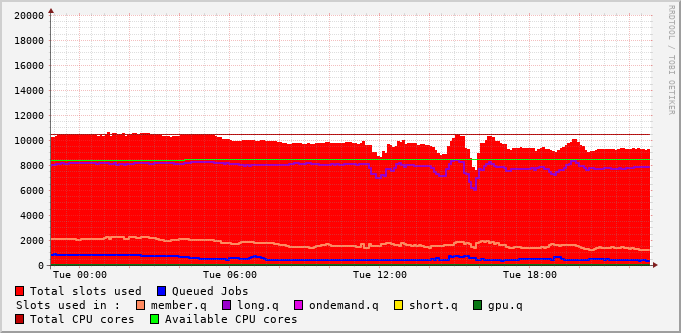 RRDTOOL / TOBI OETIKER
20000
18000
16000
14000
12000
10000
8000
6000
4000
2000
0
Tue 00:00 Tue 06:00 Tue 12:00 Tue 18:00
Total slots used Queued Jobs
Slots used in : member.q long.q ondemand.q short.q gpu.q
Total CPU cores Available CPU cores